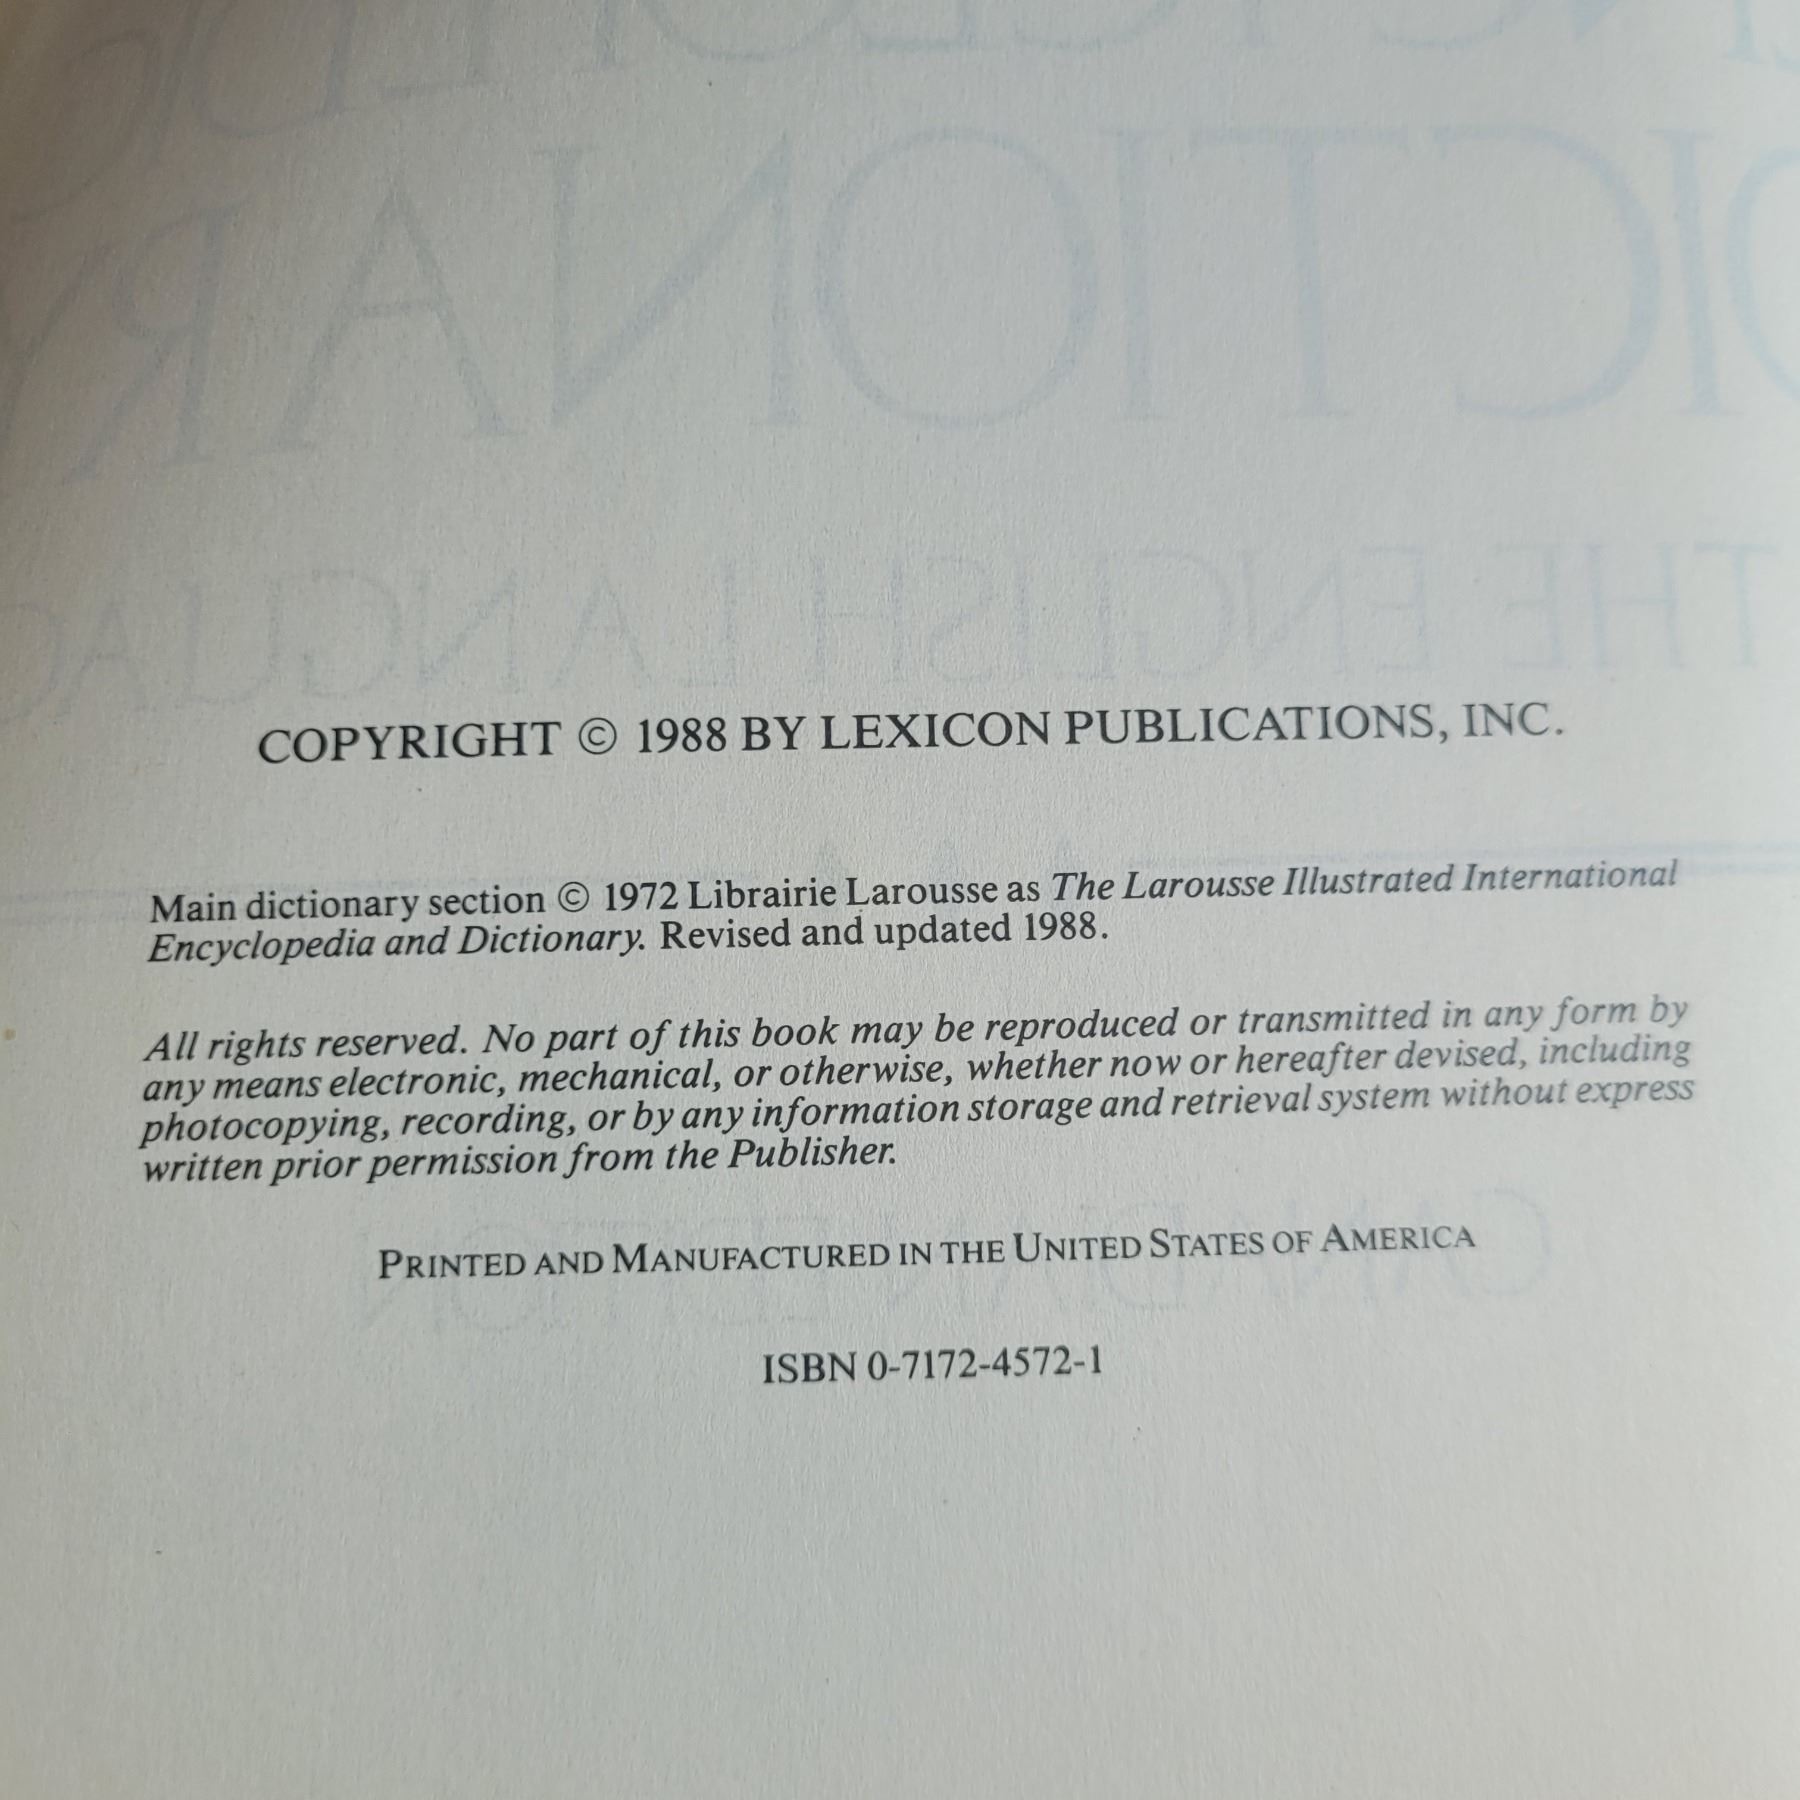 COPYRIGHT © 1988 BY LEXICON PUBLICATIONS, INC.
Main dictionary section © 1972 Librairie Larousse as The Larousse Illustrated International
Encyclopedia and Dictionary. Revised and updated 1988.
All rights reserved. No part of this book may be reproduced or transmitted in any form by
any means electronic, mechanical, or otherwise, whether now or hereafter devised, including
photocopying, recording, or by any information storage and retrieval system without express
written prior permission from the Publisher.
PRINTED AND MANUFACTURED IN THE UNITED STATES OF AMERICA
ISBN 0-7172-4572-1